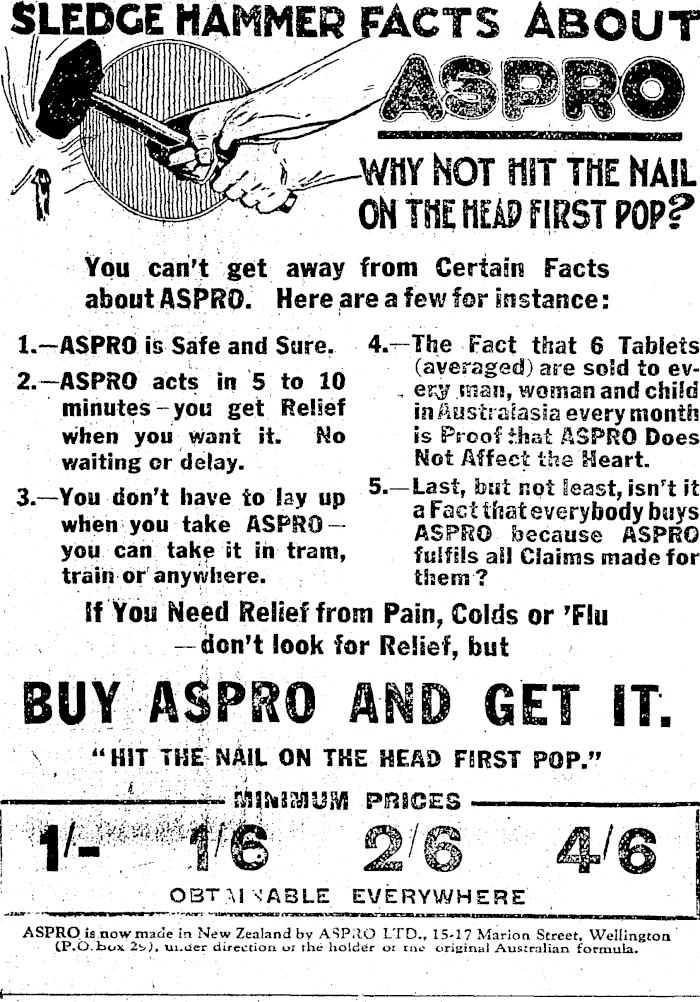 SLEDGE HAMMER FACTS ABOUT
ASPRO
WHY NOT HIT THE NAIL
ON THE HEAD FIRST POP?
You can't get away from Certain Facts
about ASPRO. Here are a few for instance:
1.—ASPRO is Safe and Sure.
2.—ASPRO acts in 5 to 10
minutes—you get Relief
when you want it. No
waiting or delay.
3.—You don't have to lay up
when you take ASPRO—
you can take it in tram,
train or anywhere.
4.—The Fact that 6 Tablets
(averaged) are sold to ev-
ery man, woman and child
in Australasia every month
is Proof that ASPRO Does
Not Affect the Heart.
5.—Last, but not least, isn't it
a Fact that everybody buys
ASPRO because ASPRO
fulfils all Claims made for
them?
If You Need Relief from Pain, Colds or 'Flu
—don't look for Relief, but
BUY ASPRO AND GET IT.
"HIT THE NAIL ON THE HEAD FIRST POP."
MINIMUM PRICES
1/- 1/6 2/6 4/6
OBTAINABLE EVERYWHERE
ASPRO is now made in New Zealand by ASPRO LTD., 15-17 Marion Street, Wellington
(P.O. box), under direction of the holder of the original Australian formula.